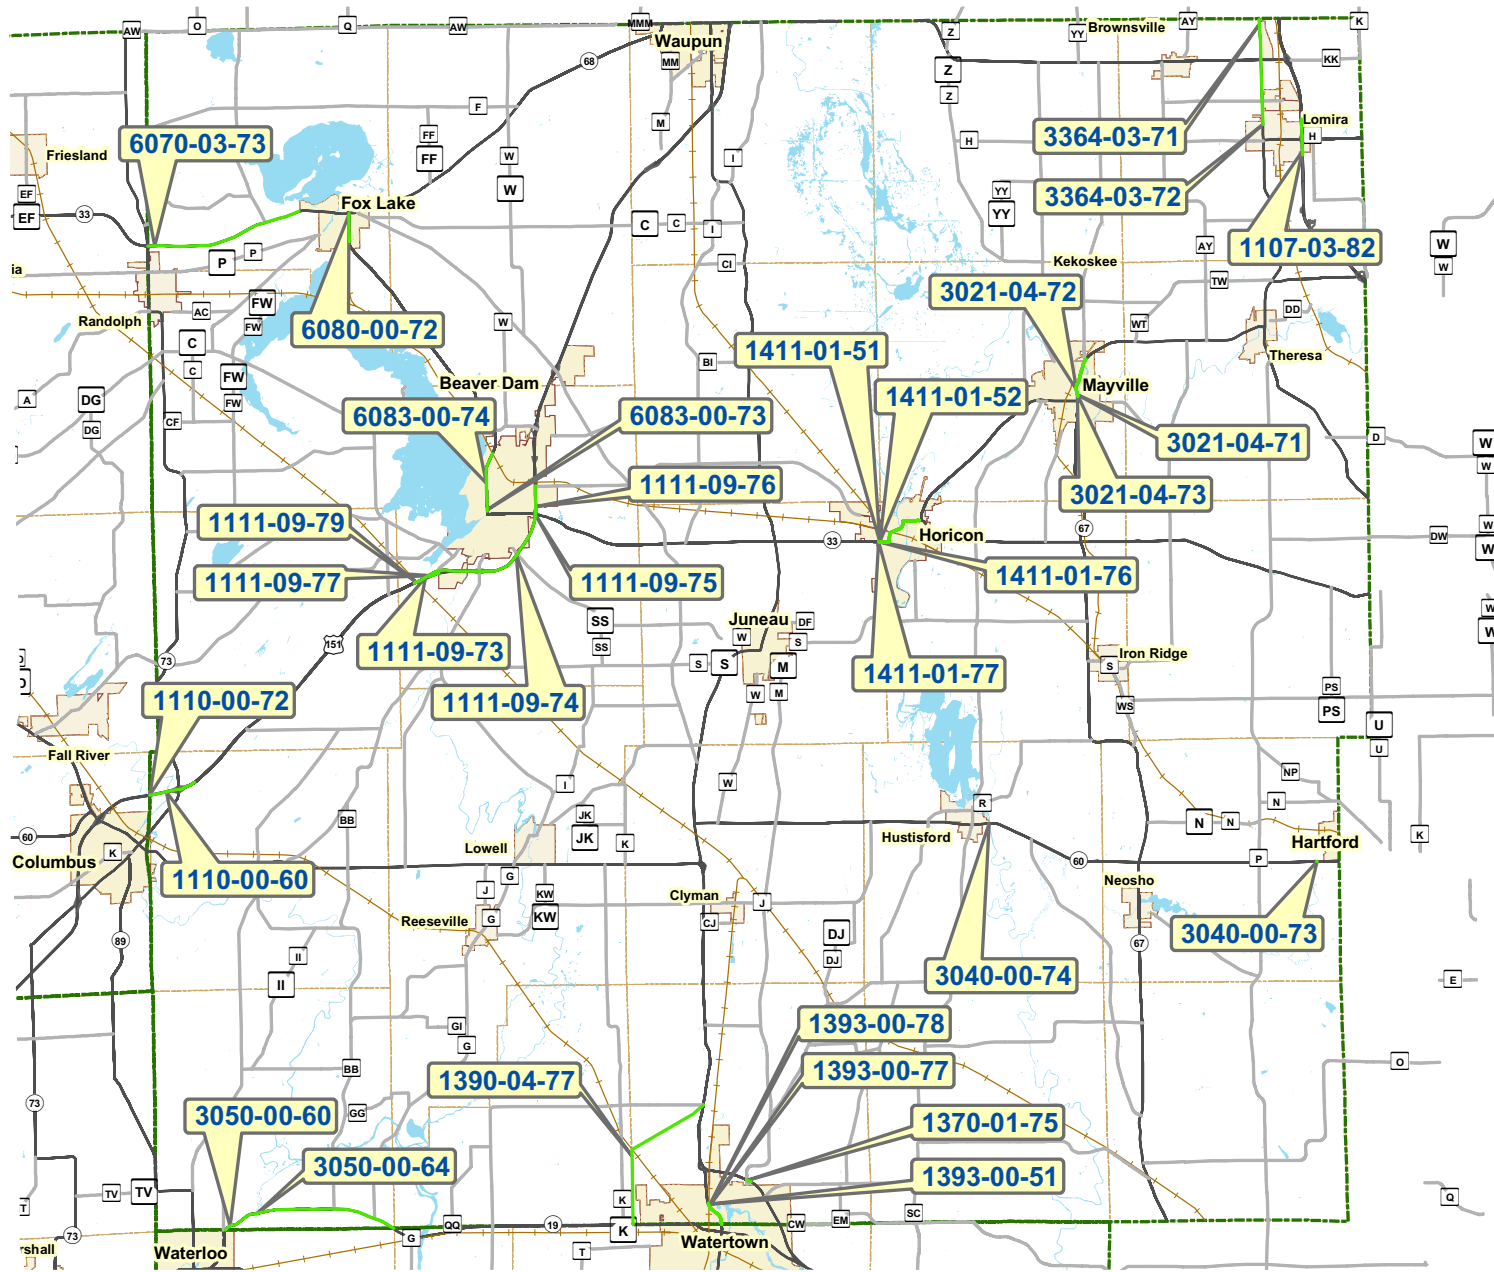 AW
O
Q
AW
MMM
Waupun
Z
YY
Brownsville
AY
K
68
MM
Z
KK
Z
F
M
FF
FF
Lomira
H
3364-03-71
6070-03-73
Friesland
W
W
I
H
EF
EF
33
YY
YY
3364-03-72
Fox Lake
C
C
I
AY
1107-03-82
W
W
P
P
CI
Kekoskee
ia
TW
3021-04-72
FW
FW
AC
DD
Randolph
6080-00-72
W
WT
C
C
1411-01-51
BI
Theresa
FW
FW
Beaver Dam
Mayville
A
DG
DG
1411-01-52
6083-00-74
6083-00-73
CF
3021-04-71
D
W
W
1111-09-76
3021-04-73
1111-09-79
67
W
DW
W
33
Horicon
1111-09-77
1111-09-75
1411-01-76
W
W
SS
SS
Juneau
DF
W
S
151
1111-09-73
S
S
M
M
W
Iron Ridge
S
73
1411-01-77
1110-00-72
1111-09-74
PS
PS
WS
U
U
Fall River
I
W
NP
R
N
JK
JK
BB
K
N
N
60
K
Hustisford
Hartford
Lowell
Columbus
K
1110-00-60
60
P
G
J
KW
KW
Clyman
J
Neosho
Reeseville
G
CJ
DJ
DJ
3040-00-73
89
67
II
II
3040-00-74
E
GI
G
1393-00-78
O
BB
1390-04-77
1393-00-77
73
GG
3050-00-60
1370-01-75
3050-00-64
1393-00-51
TV
TV
K
K
Q
T
QQ
19
CW
EM
SC
G
73
rshall
Waterloo
T
Watertown